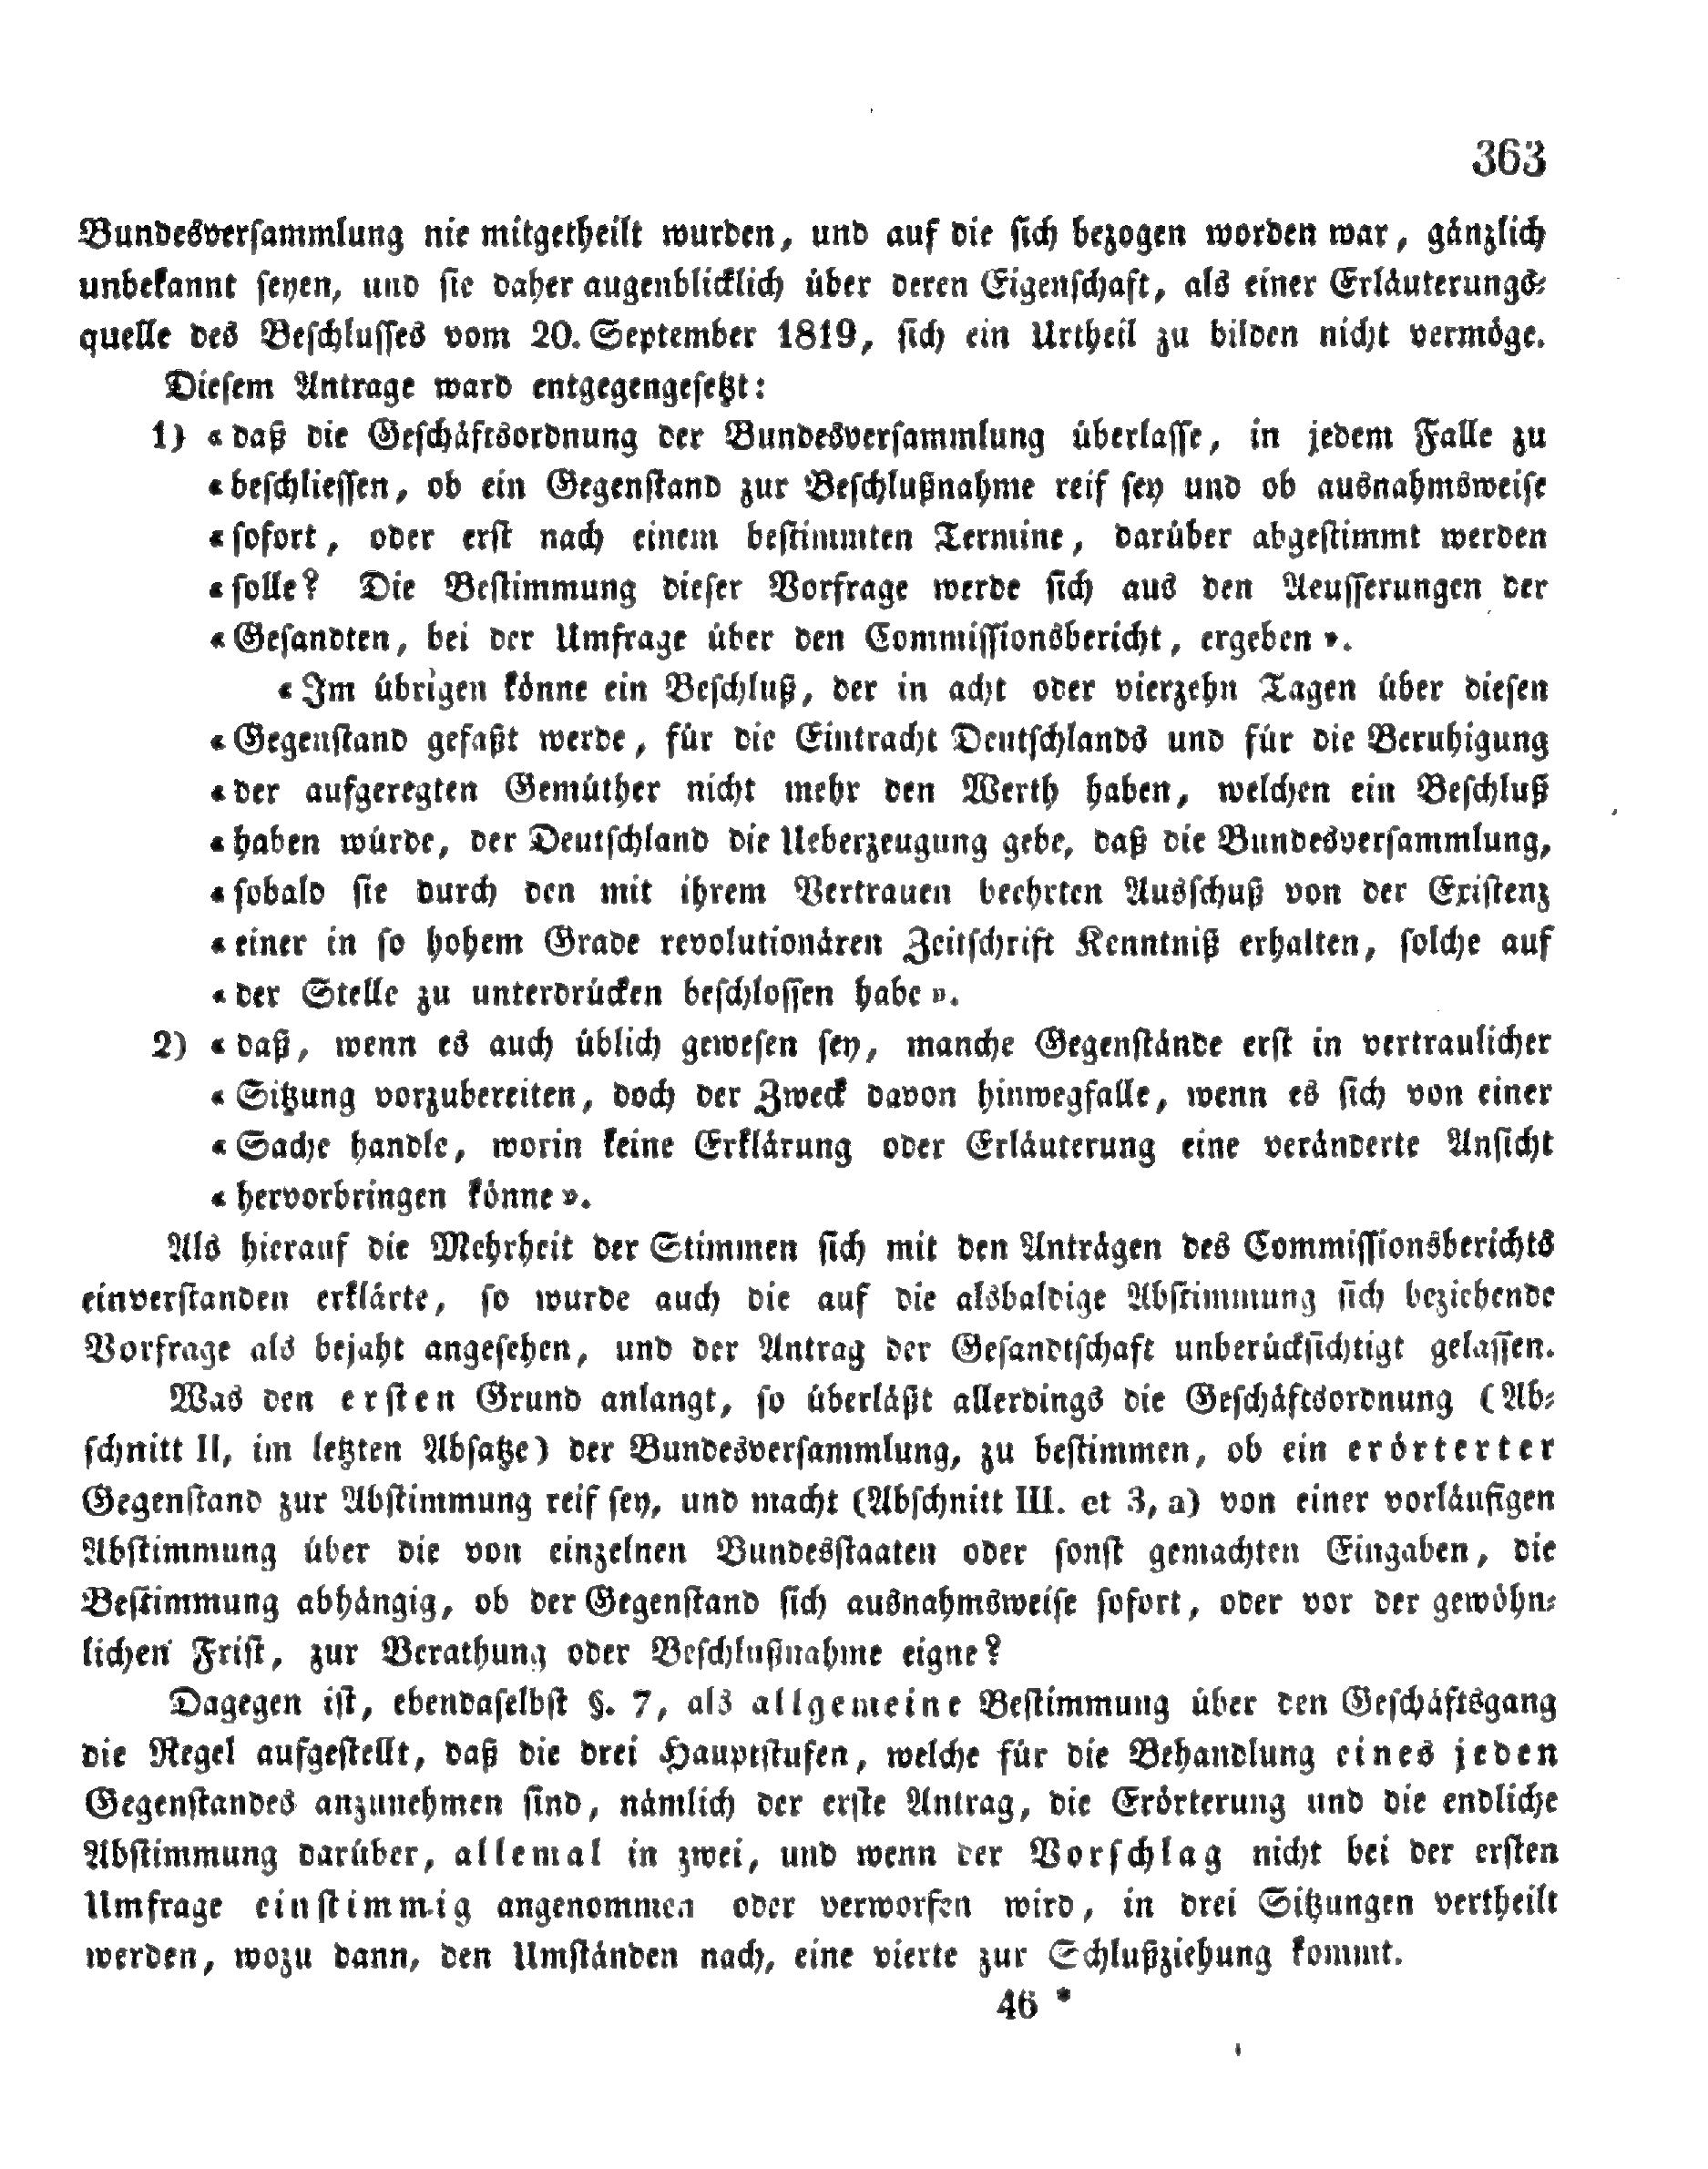 363
Bundesversammlung nie mitgetheilt wurden, und auf die sich bezogen worden war, gänzlich
unbekannt seyen, und sie daher augenblicklich über deren Eigenschaft, als einer Erläuterungs-
quelle des Beschlusses vom 20. September 1819, sich ein Urtheil zu bilden nicht vermöge.
Diesem Antrage ward entgegengesetzt:
1) « daß die Geschäftsordnung der Bundesversammlung überlasse, in jedem Falle zu
« beschliessen, ob ein Gegenstand zur Beschlußnahme reif sey und ob ausnahmsweise
« sofort, oder erst nach einem bestimmten Termine, darüber abgestimmt werden
« solle? Die Bestimmung dieser Vorfrage werde sich aus den Aeusserungen der
« Gesandten, bei der Umfrage über den Commissionsbericht, ergeben ».
« Im übrigen könne ein Beschluß, der in acht oder vierzehn Tagen über diesen
« Gegenstand gefaßt werde, für die Eintracht Deutschlands und für die Beruhigung
« der aufgeregten Gemüther nicht mehr den Werth haben, welchen ein Beschluß
« haben würde, der Deutschland die Ueberzeugung gebe, daß die Bundesversammlung,
« sobald sie durch den mit ihrem Vertrauen beehrten Ausschuß von der Existenz
« einer in so hohem Grade revolutionären Zeitschrift Kenntniß erhalten, solche auf
« der Stelle zu unterdrücken beschlossen habe ».
2) « daß, wenn es auch üblich gewesen sey, manche Gegenstände erst in vertraulicher
« Sitzung vorzubereiten, doch der Zweck davon hinwegfalle, wenn es sich von einer
« Sache handle, worin keine Erklärung oder Erläuterung eine veränderte Ansicht
« hervorbringen könne ».
Als hierauf die Mehrheit der Stimmen sich mit den Anträgen des Commissionsberichts
einverstanden erklärte, so wurde auch die auf die alsbaldige Abstimmung sich beziehende
Vorfrage als bejaht angesehen, und der Antrag der Gesandtschaft unberücksichtigt gelassen.
Was den ersten Grund anlangt, so überläßt allerdings die Geschäftsordnung (Ab-
schnitt II, im letzten Absatze) der Bundesversammlung, zu bestimmen, ob ein erörterter
Gegenstand zur Abstimmung reif sey, und macht (Abschnitt III. et 3, a) von einer vorläufigen
Abstimmung über die von einzelnen Bundesstaaten oder sonst gemachten Eingaben, die
Bestimmung abhängig, ob der Gegenstand sich ausnahmsweise sofort, oder vor der gewöhn-
lichen Frist, zur Berathung oder Beschlußnahme eigne?
Dagegen ist, ebendaselbst §. 7, als allgemeine Bestimmung über den Geschäftsgang
die Regel aufgestellt, daß die drei Hauptstufen, welche für die Behandlung eines jeden
Gegenstandes anzunehmen sind, nämlich der erste Antrag, die Erörterung und die endliche
Abstimmung darüber, allemal in zwei, und wenn der Vorschlag nicht bei der ersten
Umfrage einstimmig angenommen oder verworfen wird, in drei Sitzungen vertheilt
werden, wozu dann, den Umständen nach, eine vierte zur Schlußziehung kommt.
46 *